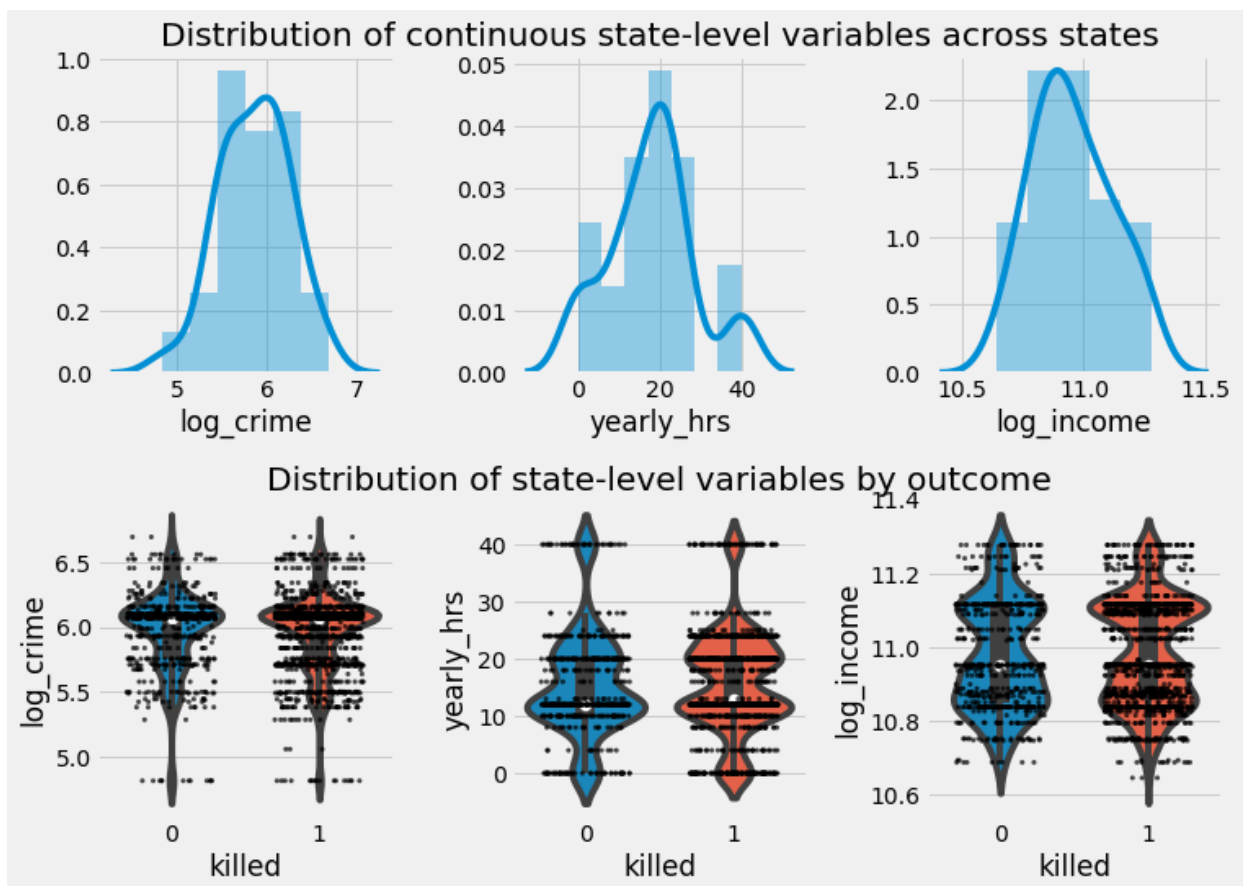 Distribution of continuous state-level variables across states
1.0
0.8
0.6
0.4
0.2
0.0
5 6 7
log_crime
0.05
0.04
0.03
0.02
0.01
0.00
0 20 40
yearly_hrs
2.0
1.5
1.0
0.5
0.0
10.5 11.0 11.5
log_income
Distribution of state-level variables by outcome
log_crime
6.5
6.0
5.5
5.0
0 1
killed
yearly_hrs
40
30
20
10
0
0 1
killed
log_income
11.4
11.2
11.0
10.8
10.6
0 1
killed